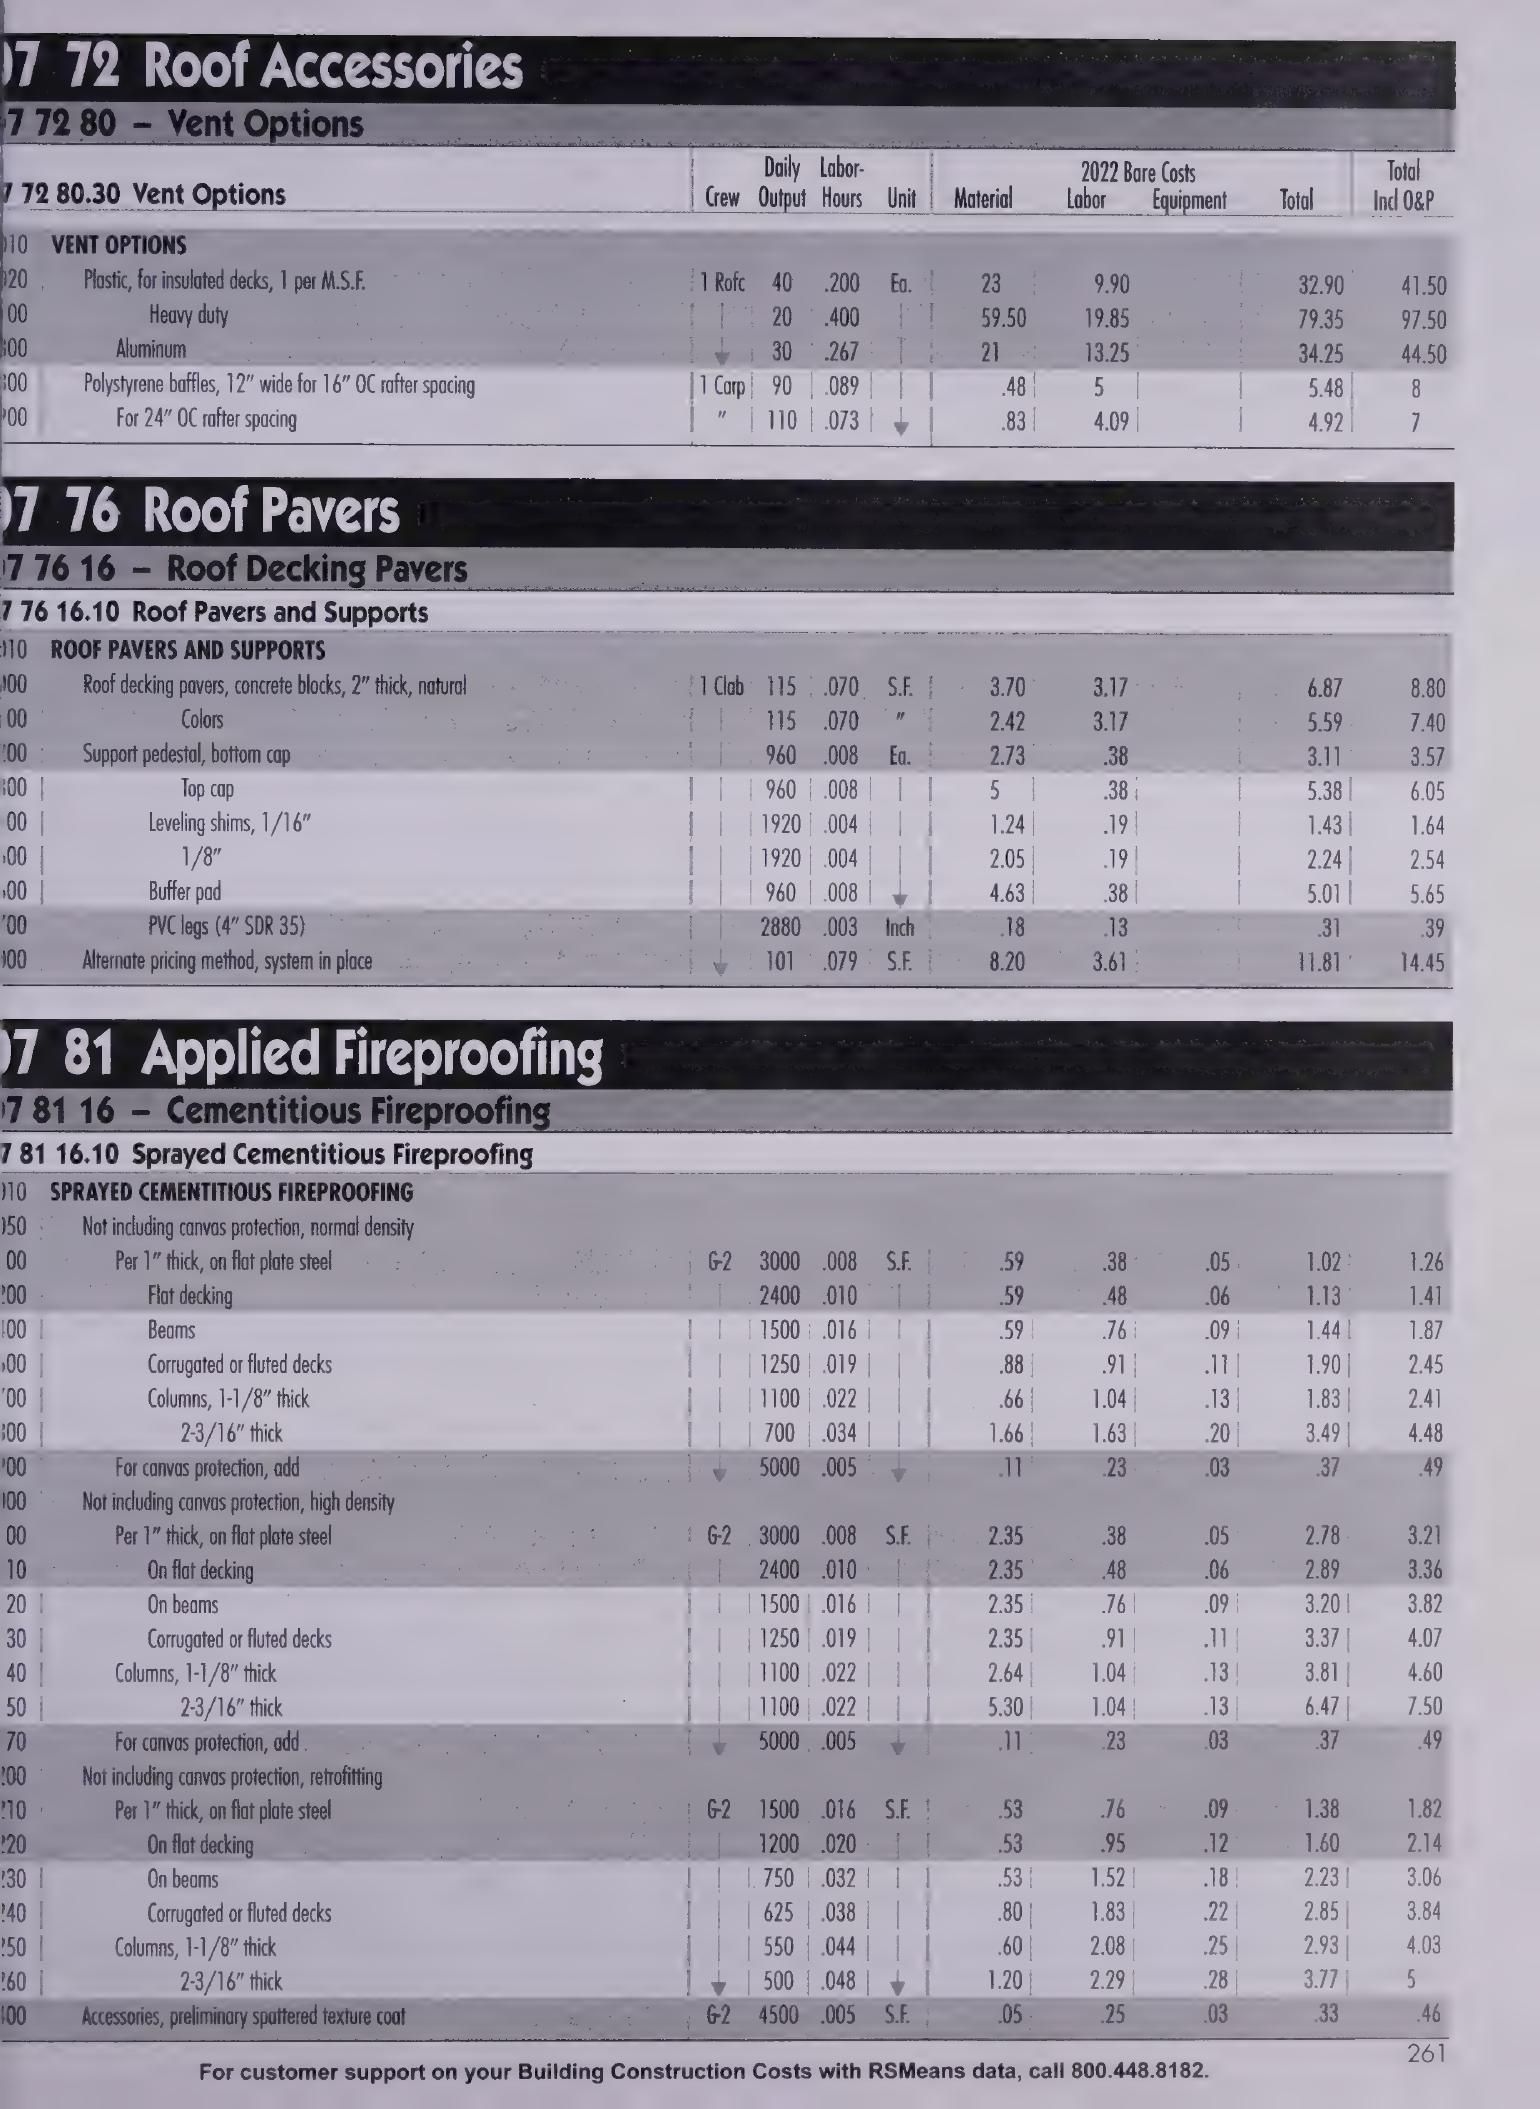 07 72 Roof Accessories
7 72 80 – Vent Options
7 72 80.30 Vent Options Crew Daily Output Labor-Hours Unit Material 2022 Bare Costs Labor Equipment Total Total Incl O&P
10 VENT OPTIONS
20 Plastic, for insulated decks, 1 per M.S.F. 1 Rofc 40 .200 Ea. 23 9.90 32.90 41.50
00 Heavy duty 20 .400 59.50 19.85 79.35 97.50
00 Aluminum 30 .267 21 13.25 34.25 44.50
00 Polystyrene baffles, 12" wide for 16" OC rafter spacing 1 Carp 90 .089 .48 5 5.48 8
00 For 24" OC rafter spacing " 110 .073 .83 4.09 4.92 7
07 76 Roof Pavers
7 76 16 – Roof Decking Pavers
7 76 16.10 Roof Pavers and Supports
10 ROOF PAVERS AND SUPPORTS
00 Roof decking pavers, concrete blocks, 2" thick, natural 1 Clab 115 .070 S.F. 3.70 3.17 6.87 8.80
00 Colors 115 .070 " 2.42 3.17 5.59 7.40
00 Support pedestal, bottom cap 960 .008 Ea. 2.73 .38 3.11 3.57
00 Top cap 960 .008 5 .38 5.38 6.05
00 Leveling shims, 1/16" 1920 .004 1.24 .19 1.43 1.64
00 1/8" 1920 .004 2.05 .19 2.24 2.54
00 Buffer pad 960 .008 4.63 .38 5.01 5.65
00 PVC legs (4" SDR 35) 2880 .003 Inch .18 .13 .31 .39
00 Alternate pricing method, system in place 101 .079 S.F. 8.20 3.61 11.81 14.45
07 81 Applied Fireproofing
7 81 16 – Cementitious Fireproofing
7 81 16.10 Sprayed Cementitious Fireproofing
10 SPRAYED CEMENTITIOUS FIREPROOFING
50 Not including canvas protection, normal density
00 Per 1" thick, on flat plate steel G-2 3000 .008 S.F. .59 .38 .05 1.02 1.26
00 Flat decking 2400 .010 .59 .48 .06 1.13 1.41
00 Beams 1500 .016 .59 .76 .09 1.44 1.87
00 Corrugated or fluted decks 1250 .019 .88 .91 .11 1.90 2.45
00 Columns, 1-1/8" thick 1100 .022 .66 1.04 .13 1.83 2.41
00 2-3/16" thick 700 .034 1.66 1.63 .20 3.49 4.48
00 For canvas protection, add 5000 .005 .11 .23 .03 .37 .49
00 Not including canvas protection, high density
00 Per 1" thick, on flat plate steel G-2 3000 .008 S.F. 2.35 .38 .05 2.78 3.21
10 On flat decking 2400 .010 2.35 .48 .06 2.89 3.36
20 On beams 1500 .016 2.35 .76 .09 3.20 3.82
30 Corrugated or fluted decks 1250 .019 2.35 .91 .11 3.37 4.07
40 Columns, 1-1/8" thick 1100 .022 2.64 1.04 .13 3.81 4.60
50 2-3/16" thick 1100 .022 5.30 1.04 .13 6.47 7.50
70 For canvas protection, add 5000 .005 .11 .23 .03 .37 .49
00 Not including canvas protection, retrofitting
10 Per 1" thick, on flat plate steel G-2 1500 .016 S.F. .53 .76 .09 1.38 1.82
20 On flat decking 1200 .020 .53 .95 .12 1.60 2.14
30 On beams 750 .032 .53 1.52 .18 2.23 3.06
40 Corrugated or fluted decks 625 .038 .80 1.83 .22 2.85 3.84
50 Columns, 1-1/8" thick 550 .044 .60 2.08 .25 2.93 4.03
60 2-3/16" thick 500 .048 1.20 2.29 .28 3.77 5
00 Accessories, preliminary spattered texture coat G-2 4500 .005 S.F. .05 .25 .03 .33 .46
For customer support on your Building Construction Costs with RSMeans data, call 800.448.8182.
261